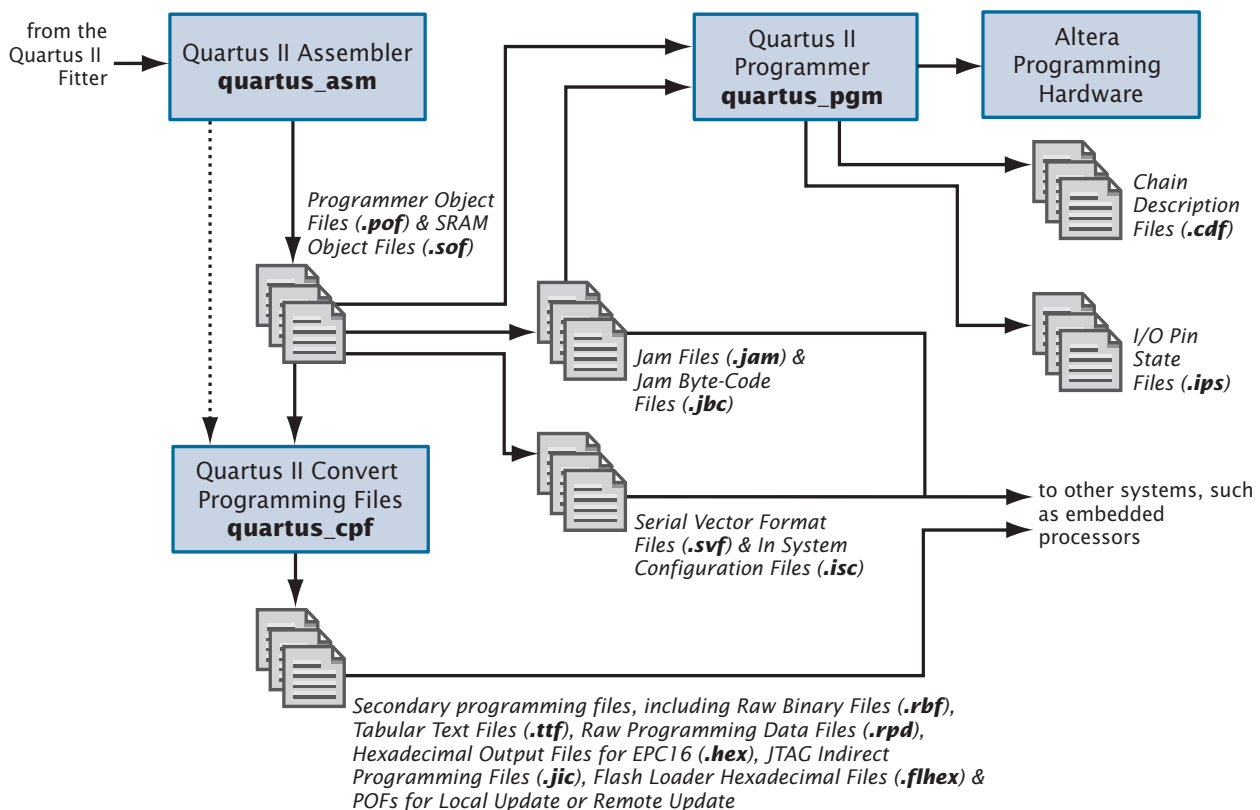 from the
Quartus II
Fitter
Quartus II Assembler
quartus_asm
Quartus II
Programmer
quartus_pgm
Altera
Programming
Hardware
Programmer Object
Files (.pof) & SRAM
Object Files (.sof)
Chain
Description
Files (.cdf)
Jam Files (.jam) &
Jam Byte-Code
Files (.jbc)
I/O Pin
State
Files (.ips)
Quartus II Convert
Programming Files
quartus_cpf
Serial Vector Format
Files (.svf) & In System
Configuration Files (.isc)
to other systems, such
as embedded
processors
Secondary programming files, including Raw Binary Files (.rbf),
Tabular Text Files (.ttf), Raw Programming Data Files (.rpd),
Hexadecimal Output Files for EPC16 (.hex), JTAG Indirect
Programming Files (.jic), Flash Loader Hexadecimal Files (.flhex) &
POFs for Local Update or Remote Update